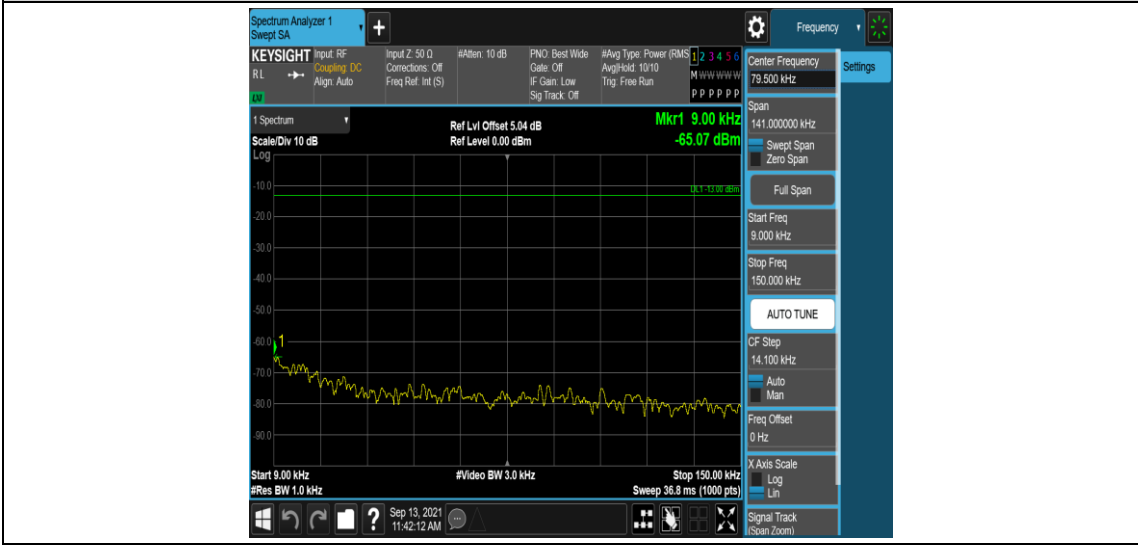 Spectrum Analyzer 1
Swept SA
+
Frequency
KEYSIGHT
RL
LM
Input: RF
Coupling: DC
Align: Auto
Input Z: 50 Ω
Corrections: Off
Freq Ref: Int (S)
#Atten: 10 dB
PNO: Best Wide
Gate: Off
IF Gain: Low
Sig Track: Off
#Avg Type: Power (RMS
Avg|Hold: 10/10
Trig: Free Run
1 2 3 4 5 6
M W W W W W
P P P P P P
1 Spectrum
Scale/Div 10 dB
Log
Ref Lvl Offset 5.04 dB
Ref Level 0.00 dBm
Mkr1 9.00 kHz
-65.07 dBm
DL1 -13.00 dBm
-10.0
-20.0
-30.0
-40.0
-50.0
-60.0
-70.0
-80.0
-90.0
1
Start 9.00 kHz
#Res BW 1.0 kHz
#Video BW 3.0 kHz
Stop 150.00 kHz
Sweep 36.8 ms (1000 pts)
?
Sep 13, 2021
11:42:12 AM
Center Frequency
79.500 kHz
Span
141.000000 kHz
Swept Span
Zero Span
Full Span
Start Freq
9.000 kHz
Stop Freq
150.000 kHz
AUTO TUNE
CF Step
14.100 kHz
Auto
Man
Freq Offset
0 Hz
X Axis Scale
Log
Lin
Signal Track
(Span Zoom)
Settings